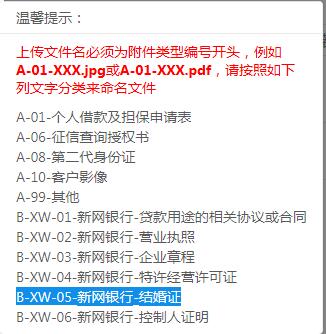 温馨提示：
上传文件名必须为附件类型编号开头，例如
A-01-XXX.jpg或A-01-XXX.pdf，请按照如下
列文字分类来命名文件
A-01-个人借款及担保申请表
A-06-征信查询授权书
A-08-第二代身份证
A-10-客户影像
A-99-其他
B-XW-01-新网银行-贷款用途的相关协议或合同
B-XW-02-新网银行-营业执照
B-XW-03-新网银行-企业章程
B-XW-04-新网银行-特许经营许可证
B-XW-05-新网银行_结婚证
B-XW-06-新网银行-控制人证明